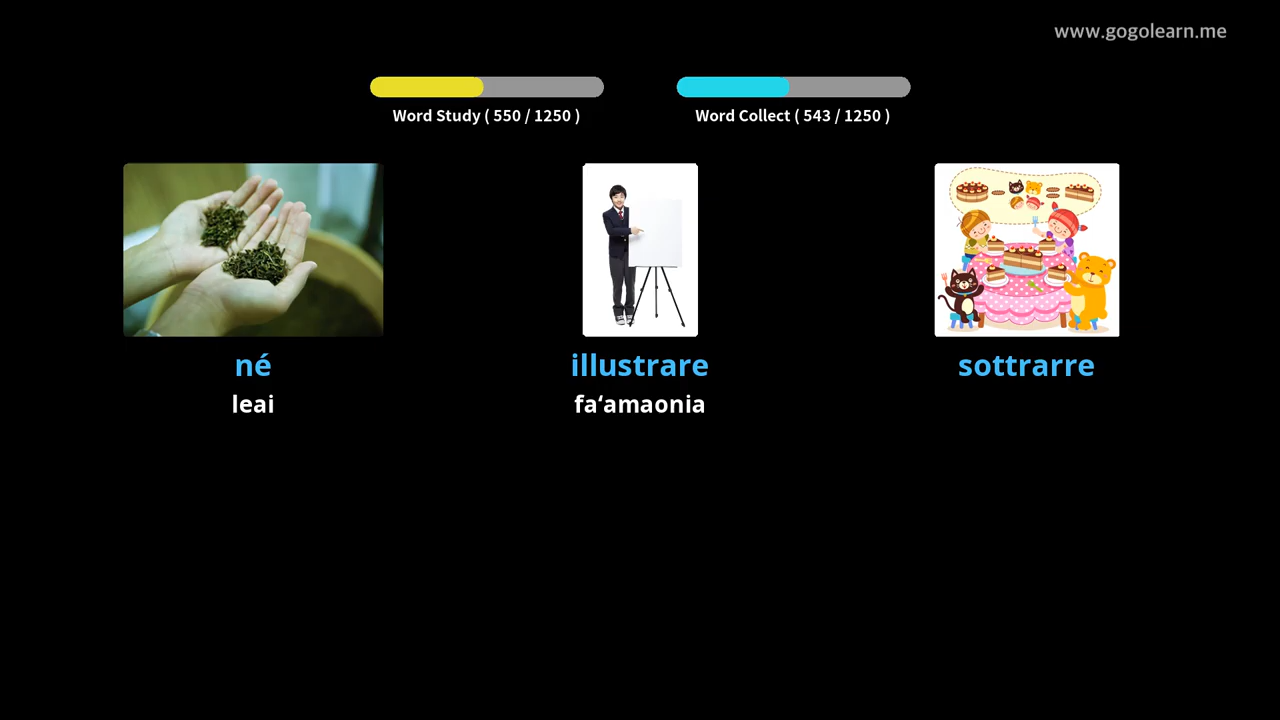 www.gogolearn.me
Word Study ( 550 / 1250 )
Word Collect ( 543 / 1250 )
né
illustrare
sottrarre
leai
fa‘amaonia